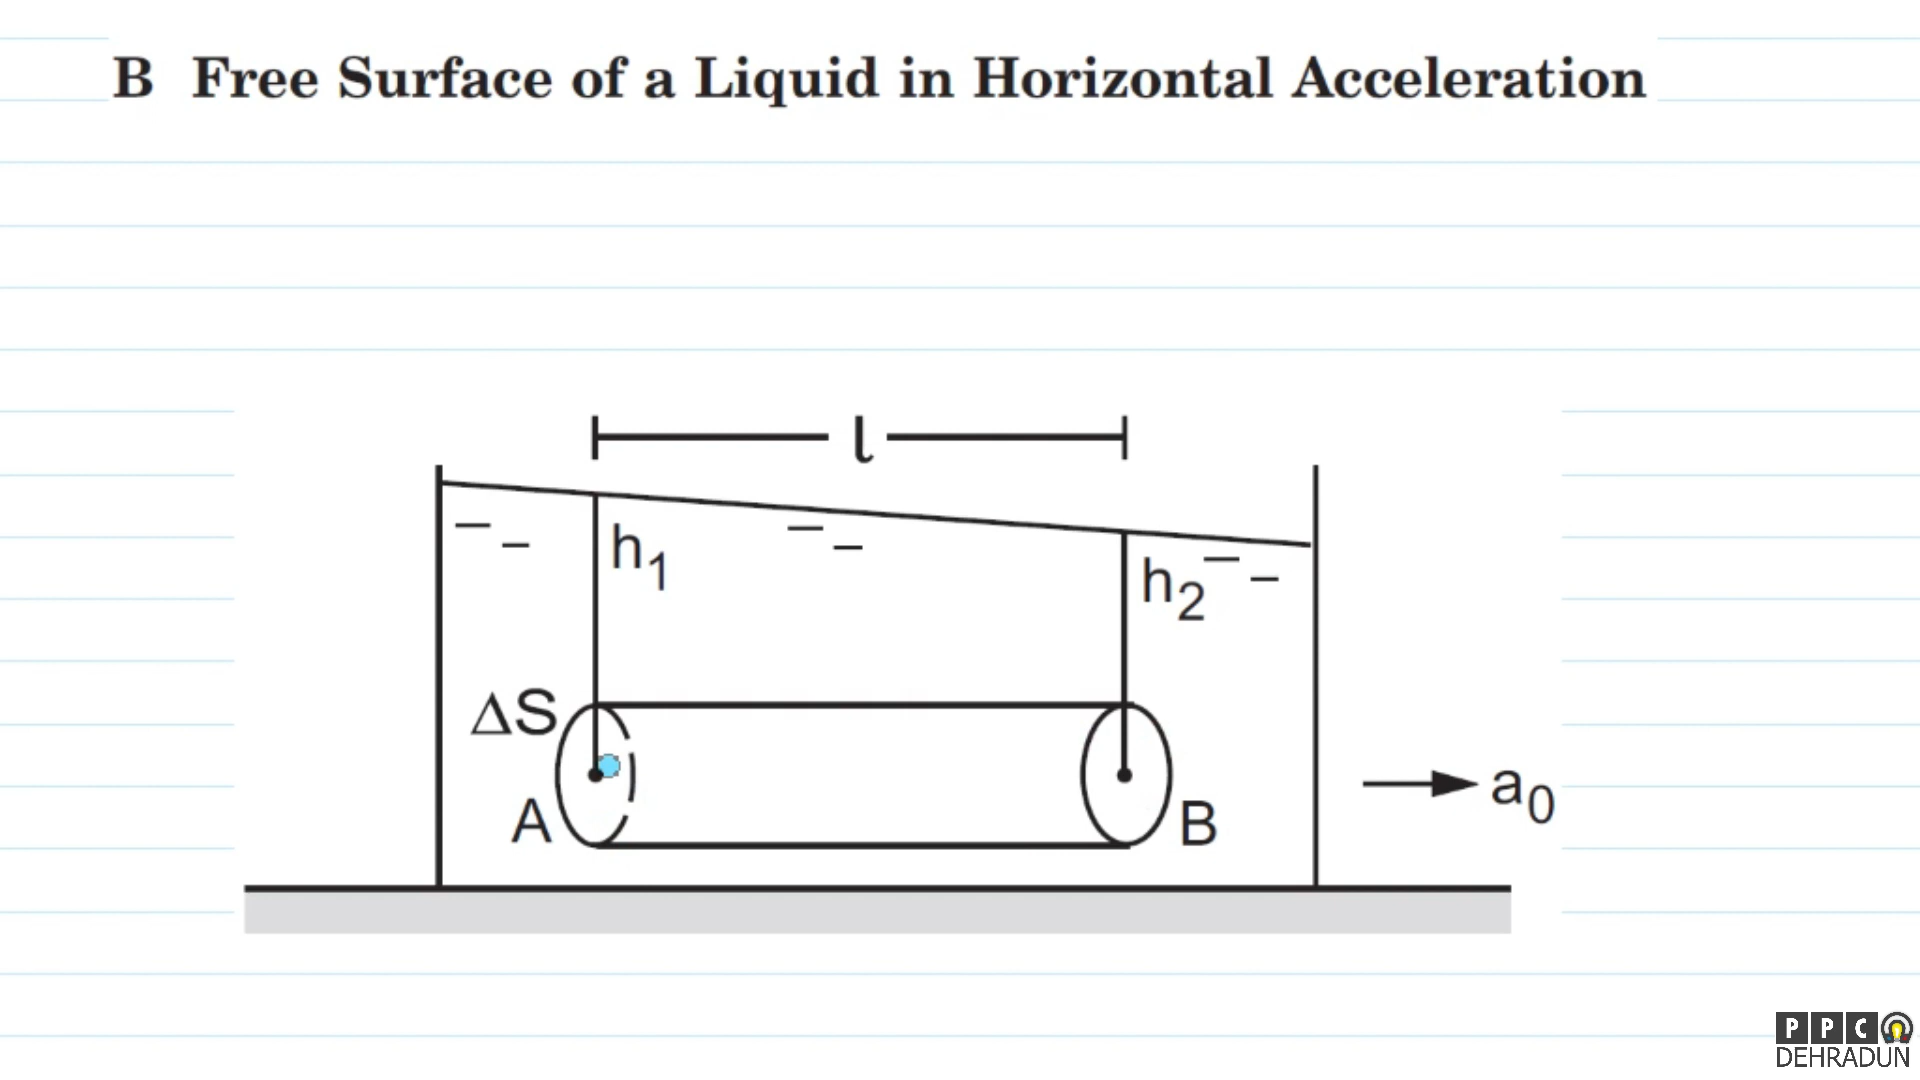 B Free Surface of a Liquid in Horizontal Acceleration
l
h1
h2
ΔS
A
B
a0
PPC
DEHRADUN